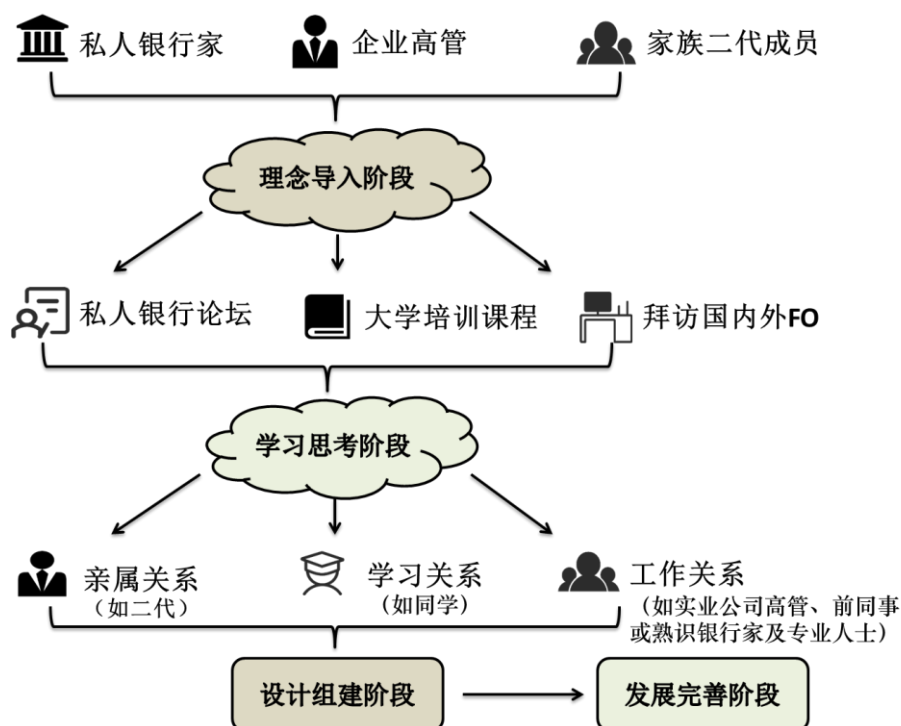 私人银行家
企业高管
家族二代成员
理念导入阶段
私人银行论坛
大学培训课程
拜访国内外FO
学习思考阶段
亲属关系
（如二代）
学习关系
（如同学）
工作关系
（如实业公司高管、前同事
或熟识银行家及专业人士）
设计组建阶段
发展完善阶段